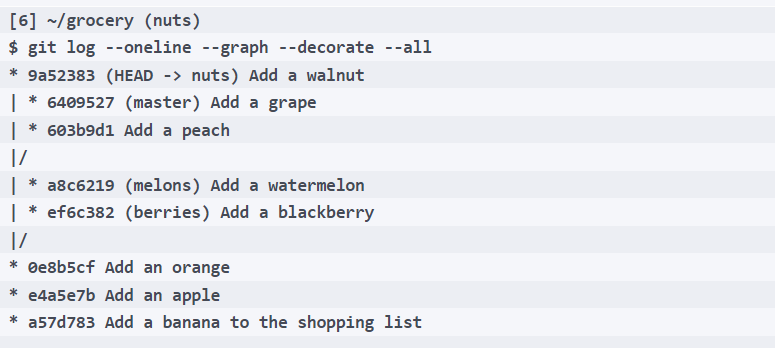 [6] ~/grocery (nuts)
$ git log --oneline --graph --decorate --all
* 9a52383 (HEAD -> nuts) Add a walnut
| * 6409527 (master) Add a grape
| * 603b9d1 Add a peach
|/
| * a8c6219 (melons) Add a watermelon
| * ef6c382 (berries) Add a blackberry
|/
* 0e8b5cf Add an orange
* e4a5e7b Add an apple
* a57d783 Add a banana to the shopping list